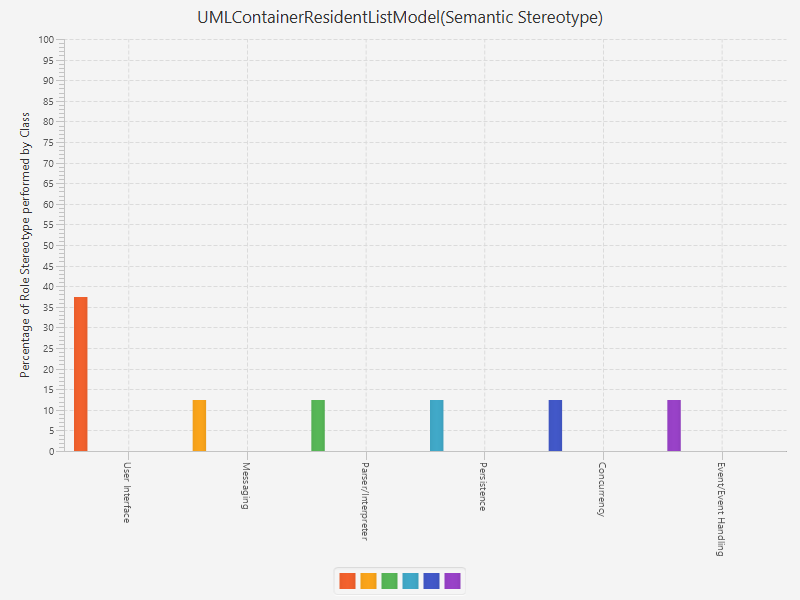 UMLContainerResidentListModel(Semantic Stereotype)
Percentage of Role Stereotype performed by Class
100
95
90
85
80
75
70
65
60
55
50
45
40
35
30
25
20
15
10
5
0
User Interface
Messaging
Parser/Interpreter
Persistence
Concurrency
Event/Event Handling